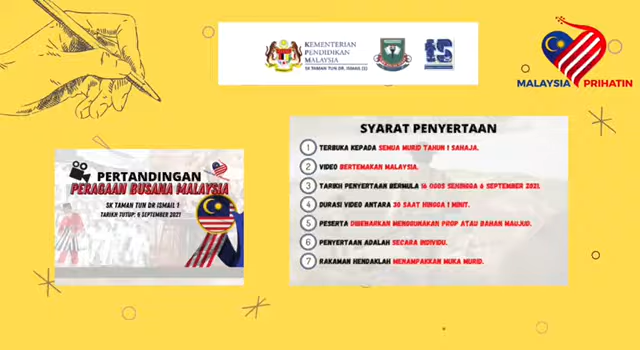 KEMENTERIAN
PENDIDIKAN
MALAYSIA
SK TAMAN TUN DR. ISMAIL (1)
MALAYSIA PRIHATIN
PERTANDINGAN
PERAGAAN BUSANA MALAYSIA
SK TAMAN TUN DR ISMAIL 1
TARIKH TUTUP: 6 SEPTEMBER 2021
SYARAT PENYERTAAN
1 TERBUKA KEPADA SEMUA MURID TAHUN 1 SAHAJA.
2 VIDEO BERTEMAKAN MALAYSIA.
3 TARIKH PENYERTAAN BERMULA 16 OGOS SEHINGGA 6 SEPTEMBER 2021.
4 DURASI VIDEO ANTARA 30 SAAT HINGGA 1 MINIT.
5 PESERTA DIBENARKAN MENGGUNAKAN PROP ATAU BAHAN MAUJUD.
6 PENYERTAAN ADALAH SECARA INDIVIDU.
7 RAKAMAN HENDAKLAH MENAMPAKKAN MUKA MURID.